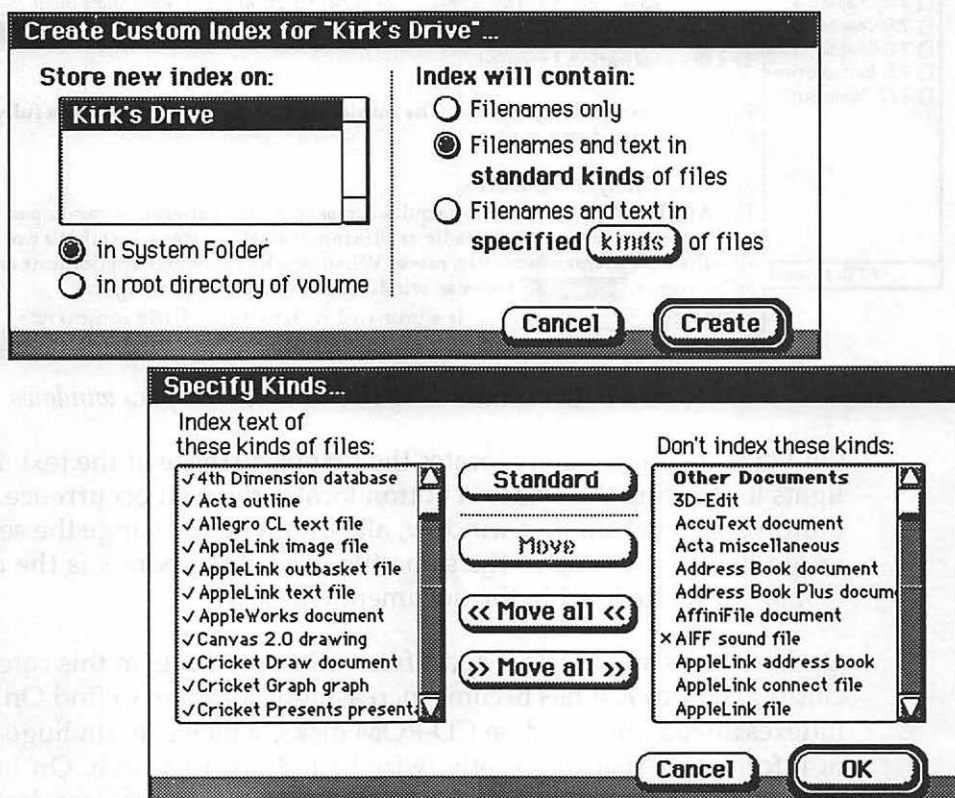 Create Custom Index for "Kirk's Drive"...
Store new index on:
Kirk's Drive
in System Folder
in root directory of volume
Index will contain:
Filenames only
Filenames and text in
standard kinds of files
Filenames and text in
specified kinds of files
Cancel
Create
Specify Kinds...
Index text of
these kinds of files:
✓4th Dimension database
✓Acta outline
✓Allegro CL text file
✓AppleLink image file
✓AppleLink outbasket file
✓AppleLink text file
✓AppleWorks document
✓Canvas 2.0 drawing
✓Cricket Draw document
✓Cricket Graph graph
✓Cricket Presents present
Standard
Move
<< Move all <<
>> Move all >>
Don't index these kinds:
Other Documents
3D-Edit
AccuText document
Acta miscellaneous
Address Book document
Address Book Plus docum
AffiniFile document
×AIFF sound file
AppleLink address book
AppleLink connect file
AppleLink file
Cancel
OK